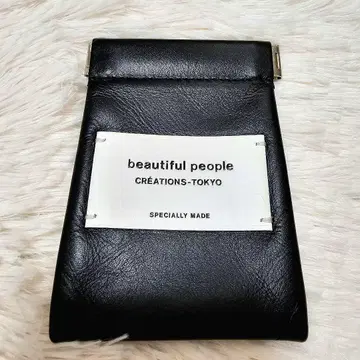 beautiful people
CRÉATIONS-TOKYO
SPECIALLY MADE